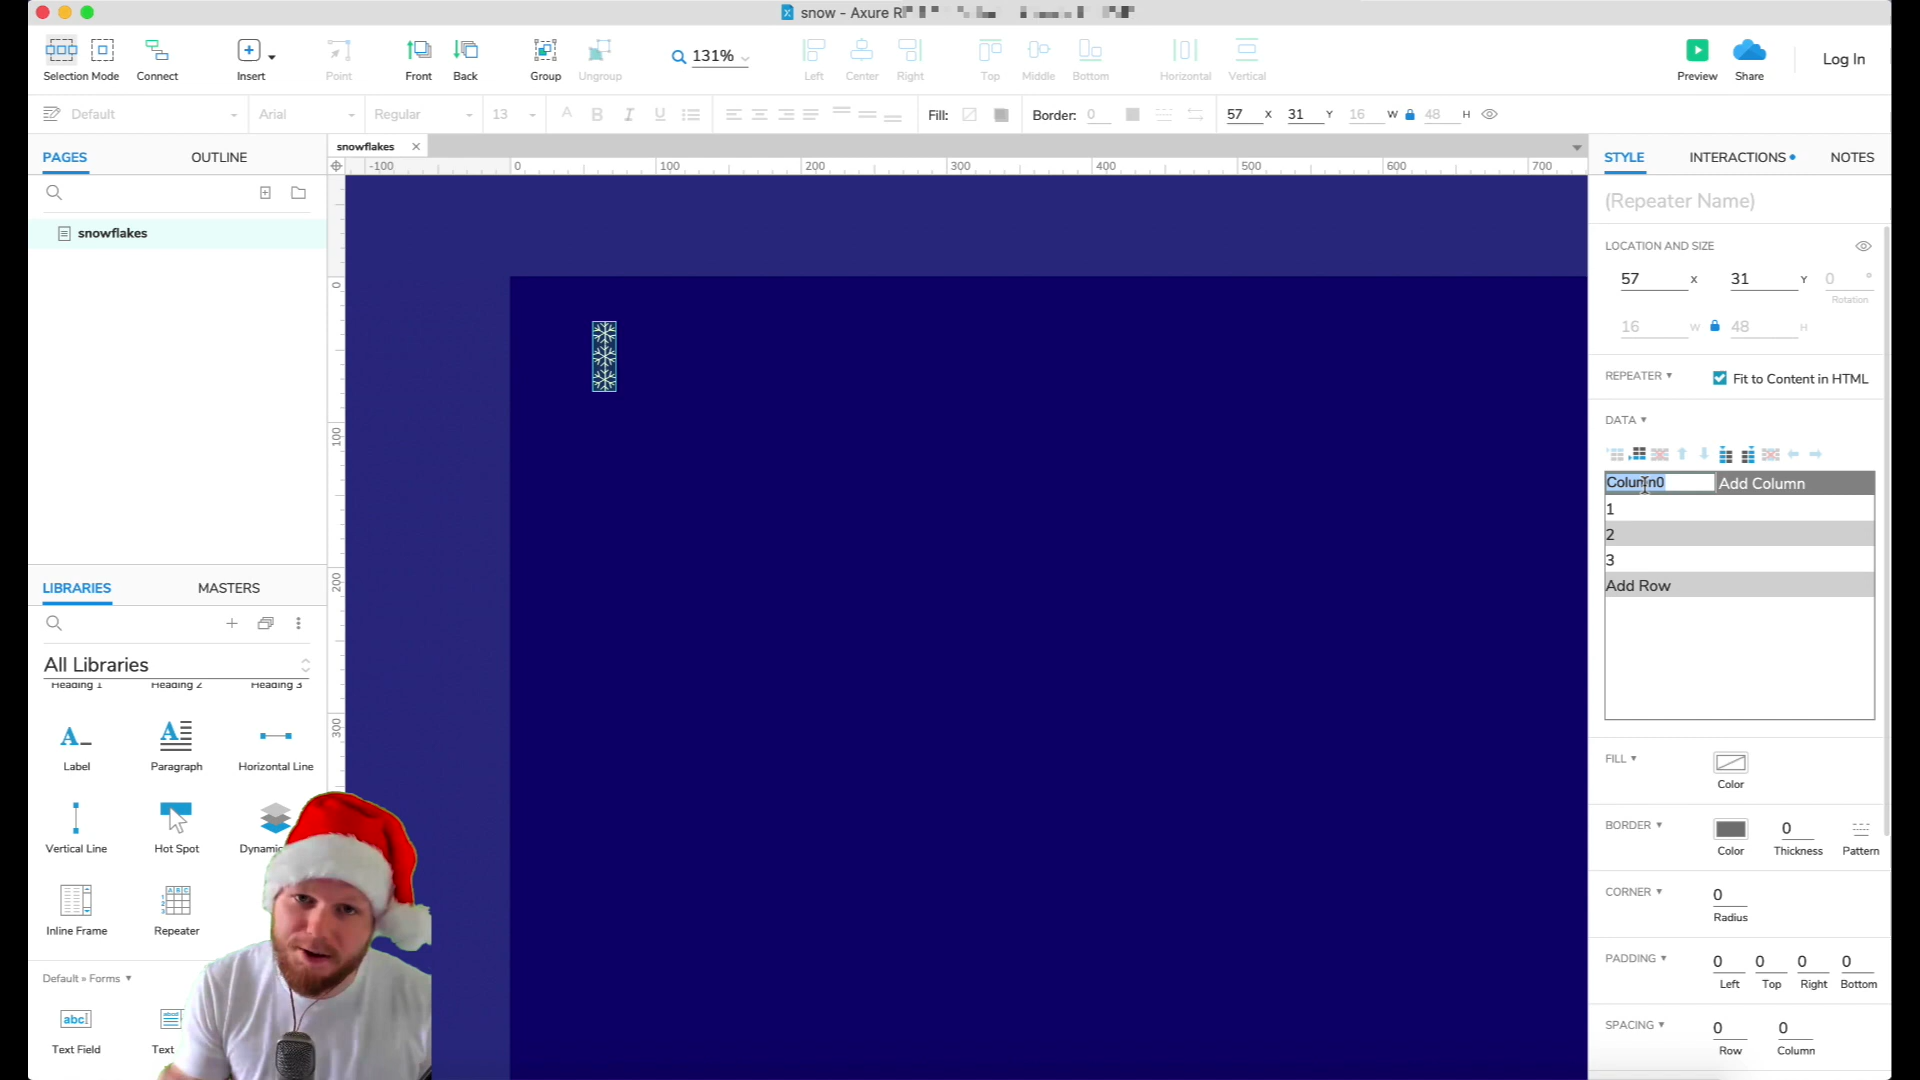 snow - Axure R
131%
Selection Mode
Connect
Insert
Point
Front
Back
Group
Ungroup
Left
Center
Right
Top
Middle
Bottom
Horizontal
Vertical
Preview
Share
Log In
Default
Arial
Regular
13
A B I U
Fill:
Border: 0
57 X 31 Y 16 W 48 H
PAGES
OUTLINE
snowflakes
snowflakes
-100 0 100 200 300 400 500 600 700
0
100
200
300
LIBRARIES
MASTERS
All Libraries
Heading 1
Heading 2
Heading 3
Label
Paragraph
Horizontal Line
Vertical Line
Hot Spot
Dynamic
Inline Frame
Repeater
Default » Forms
Text Field
Text
STYLE
INTERACTIONS
NOTES
(Repeater Name)
LOCATION AND SIZE
57 X 31 Y 0 °
Rotation
16 W 48 H
REPEATER
Fit to Content in HTML
DATA
Column0
Add Column
1
2
3
Add Row
FILL
Color
BORDER
0
Color
Thickness
Pattern
CORNER
0
Radius
PADDING
0 0 0 0
Left Top Right Bottom
SPACING
0 0
Row Column